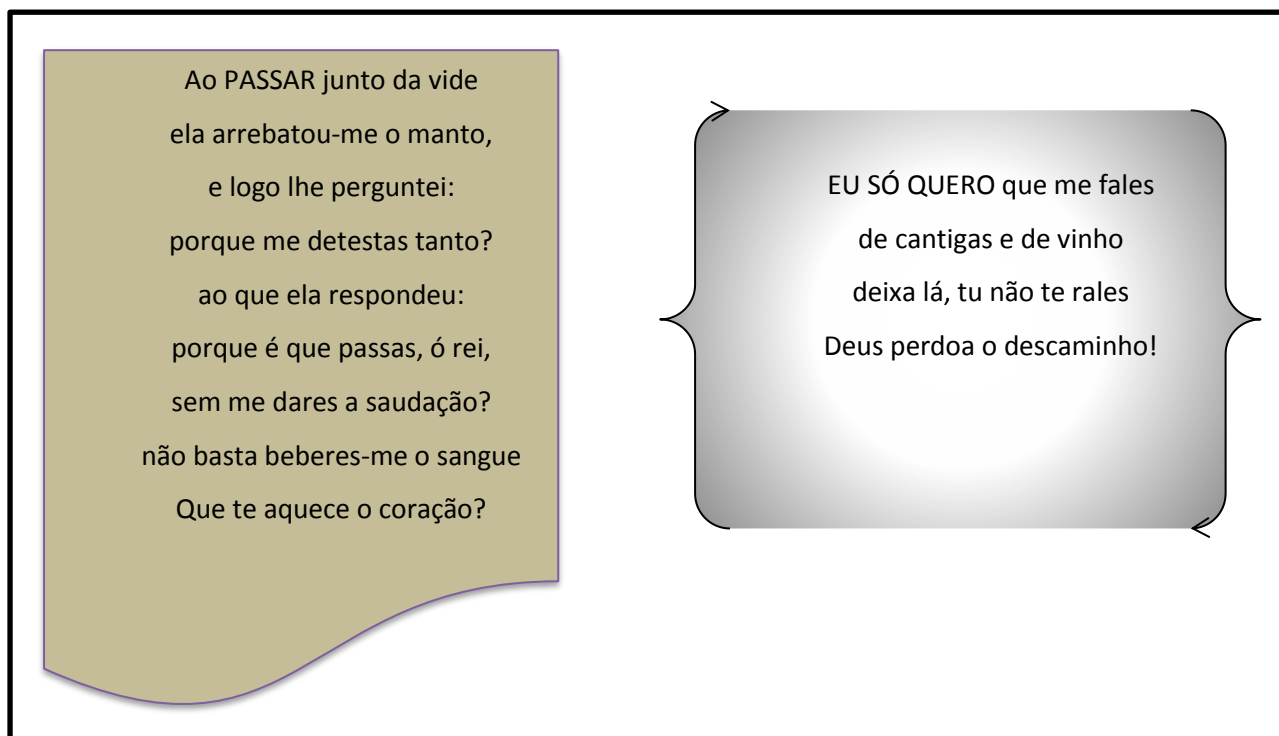 Ao PASSAR junto da vide
ela arrebatou-me o manto,
e logo lhe perguntei:
porque me detestas tanto?
ao que ela respondeu:
porque é que passas, ó rei,
sem me dares a saudação?
não basta beberes-me o sangue
Que te aquece o coração?
EU SÓ QUERO que me fales
de cantigas e de vinho
deixa lá, tu não te rales
Deus perdoa o descaminho!